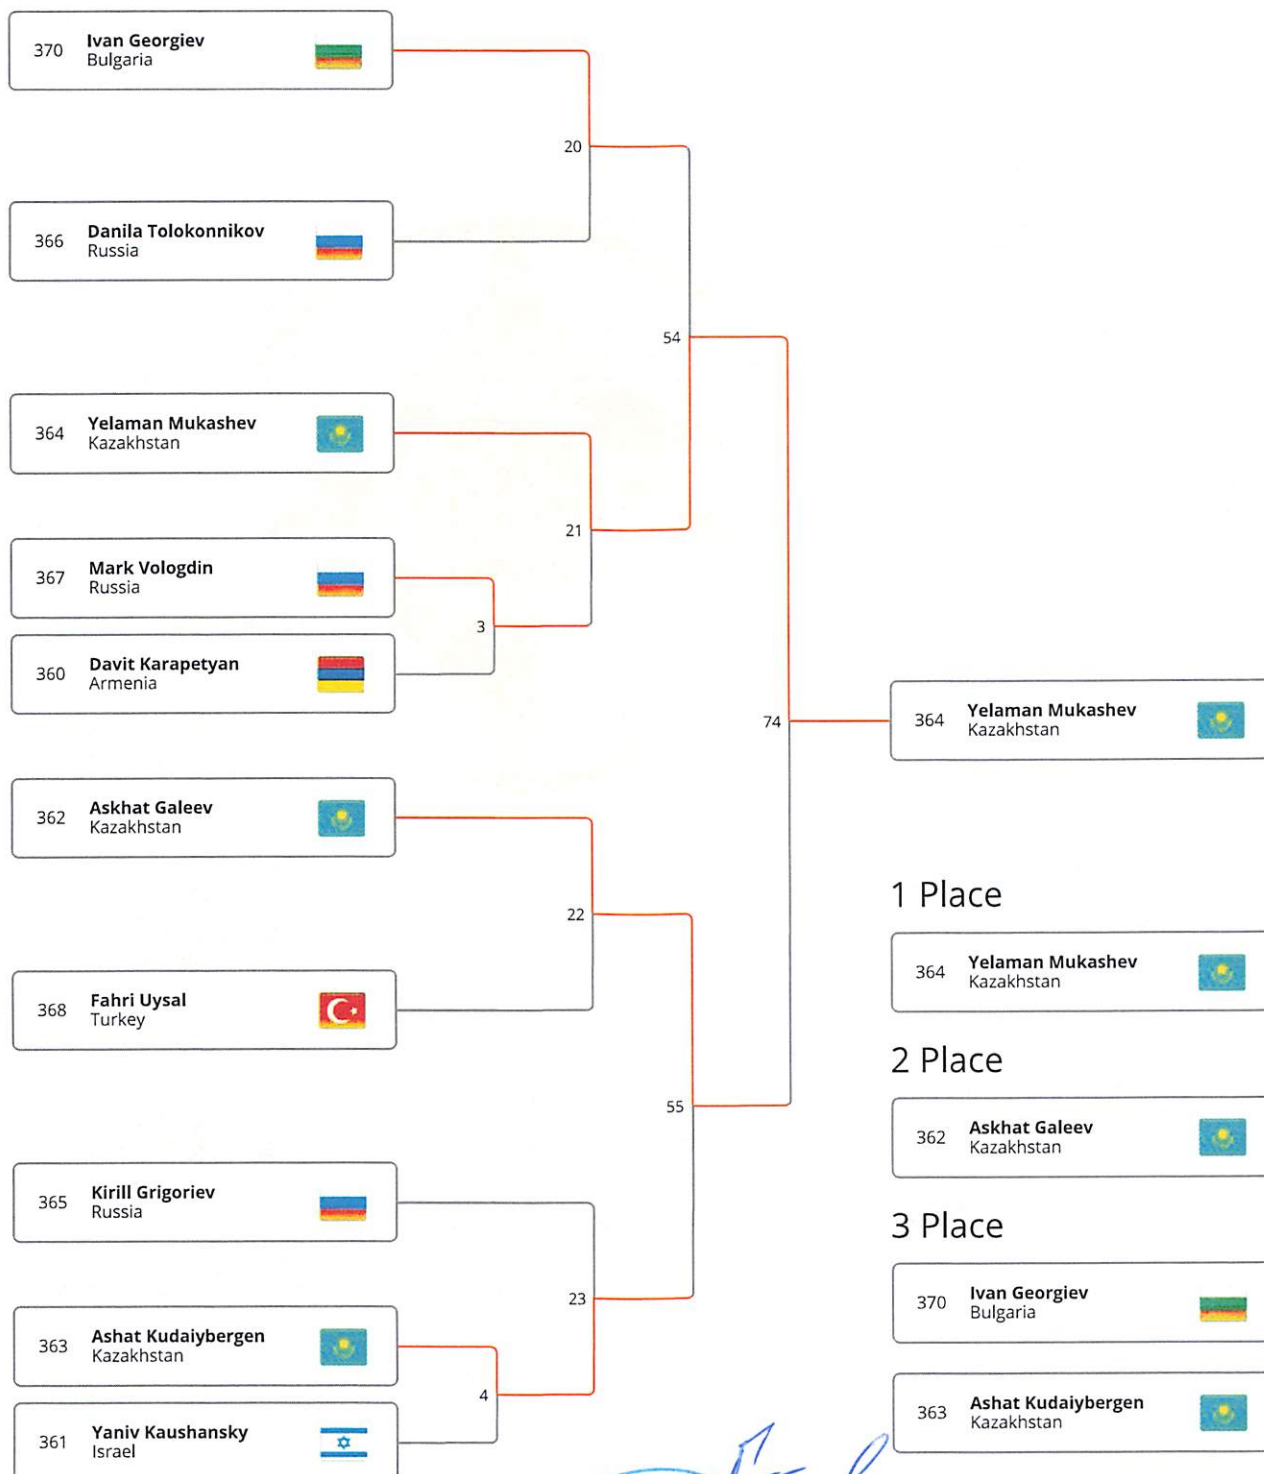 370 Ivan Georgiev
Bulgaria
20
366 Danila Tolokonnikov
Russia
54
364 Yelaman Mukashev
Kazakhstan
21
367 Mark Vologdin
Russia
3
360 Davit Karapetyan
Armenia
74
364 Yelaman Mukashev
Kazakhstan
362 Askhat Galeev
Kazakhstan
22
368 Fahri Uysal
Turkey
55
365 Kirill Grigoriev
Russia
23
363 Ashat Kudaiybergen
Kazakhstan
4
361 Yaniv Kaushansky
Israel
1 Place
364 Yelaman Mukashev
Kazakhstan
2 Place
362 Askhat Galeev
Kazakhstan
3 Place
370 Ivan Georgiev
Bulgaria
363 Ashat Kudaiybergen
Kazakhstan